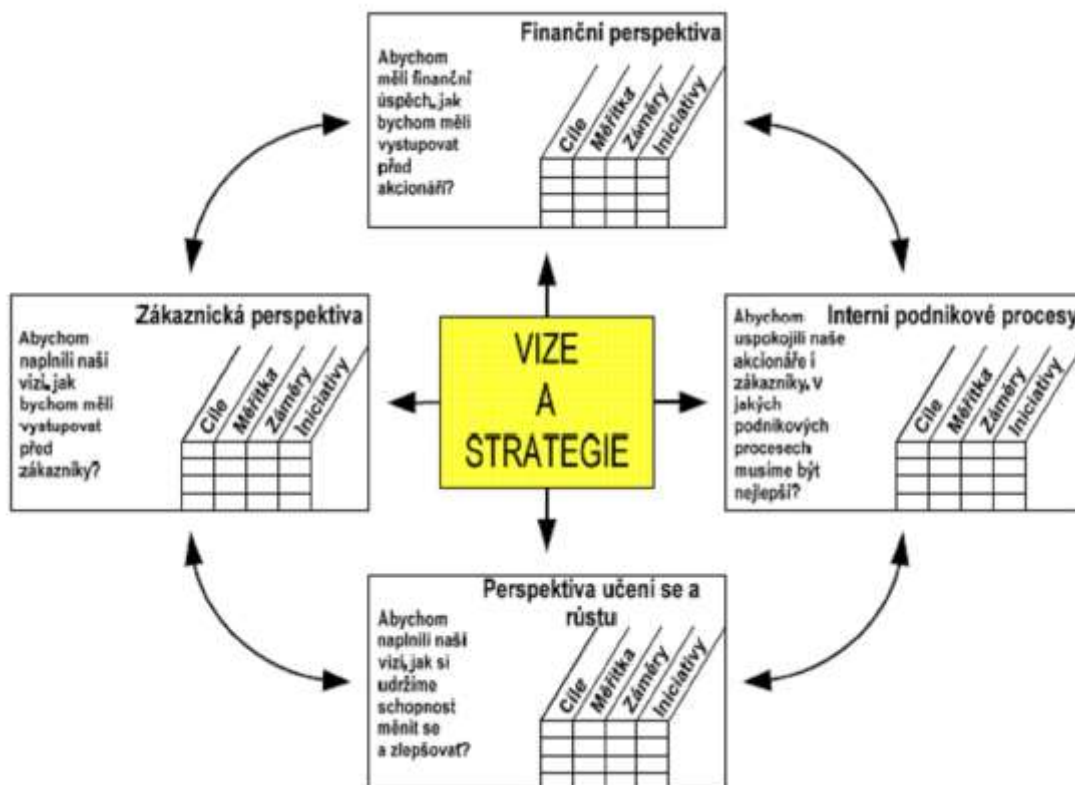 Finanční perspektiva
Abychom
měli finanční
úspěch, jak
bychom měli
vystupovat
před
akcionáři?
Cíle
Měřítka
Záměry
Iniciativy
Zákaznická perspektiva
Abychom
naplnili naší
vizi, jak
bychom měli
vystupovat
před
zákazníky?
Cíle
Měřítka
Záměry
Iniciativy
VIZE
A
STRATEGIE
Interní podnikové procesy
Abychom
uspokojili naše
akcionáře i
zákazníky, v
jakých
podnikových
procesech
musíme být
nejlepší?
Cíle
Měřítka
Záměry
Iniciativy
Perspektiva učení se a
růstu
Abychom
naplnili naší
vizi, jak si
udržíme
schopnost
měnit se
a zlepšovat?
Cíle
Měřítka
Záměry
Iniciativy